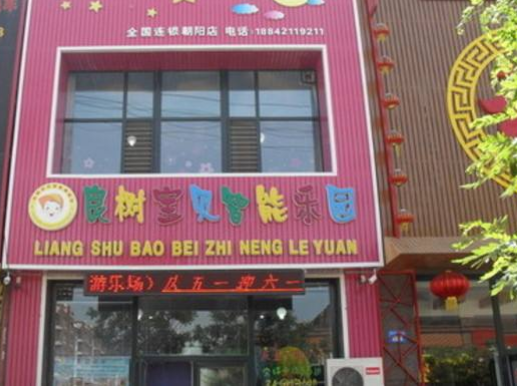 全国连锁朝阳店 电话·18842119211
良树宝贝智能乐园
LIANG SHU BAO BEI ZHI NENG LE YUAN
游乐场）庆五一迎六一